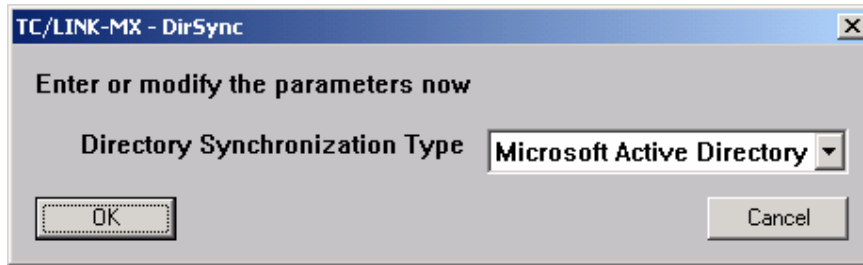 TC/LINK-MX - DirSync
Enter or modify the parameters now
Directory Synchronization Type Microsoft Active Directory
OK Cancel